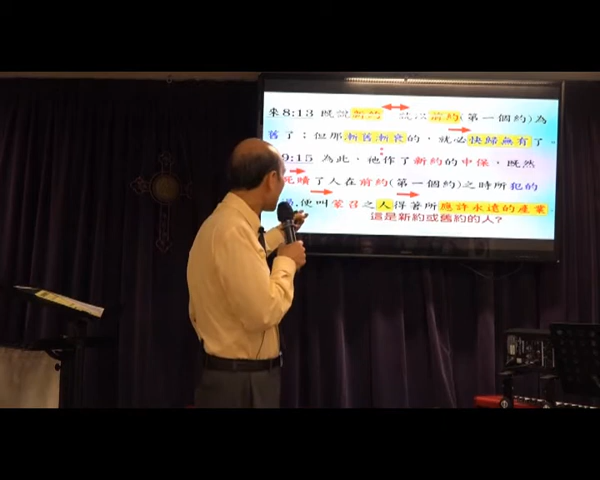 來8:13 既說新約 就以前約(第一個約)為
舊了；但那漸舊漸衰的，就必快歸無有了。
9:15 為此，他作了新約的中保，既然
死贖了人在前約(第一個約)之時所犯的
過，便叫蒙召之人得著所應許永遠的產業。
這是新約或舊約的人?